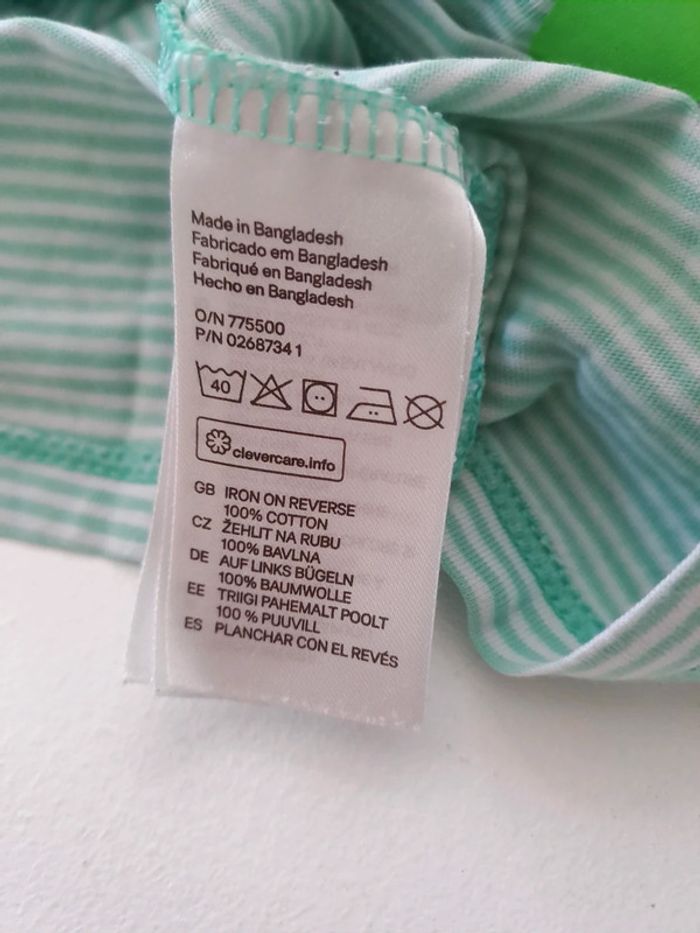 Made in Bangladesh
Fabricado em Bangladesh
Fabriqué en Bangladesh
Hecho en Bangladesh
O/N 775500
P/N 02687341
40
clevercare.info
GB IRON ON REVERSE
100% COTTON
CZ ŽEHLIT NA RUBU
100% BAVLNA
DE AUF LINKS BÜGELN
100% BAUMWOLLE
EE TRIIGI PAHEMALT POOLT
100 % PUUVILL
ES PLANCHAR CON EL REVÉS